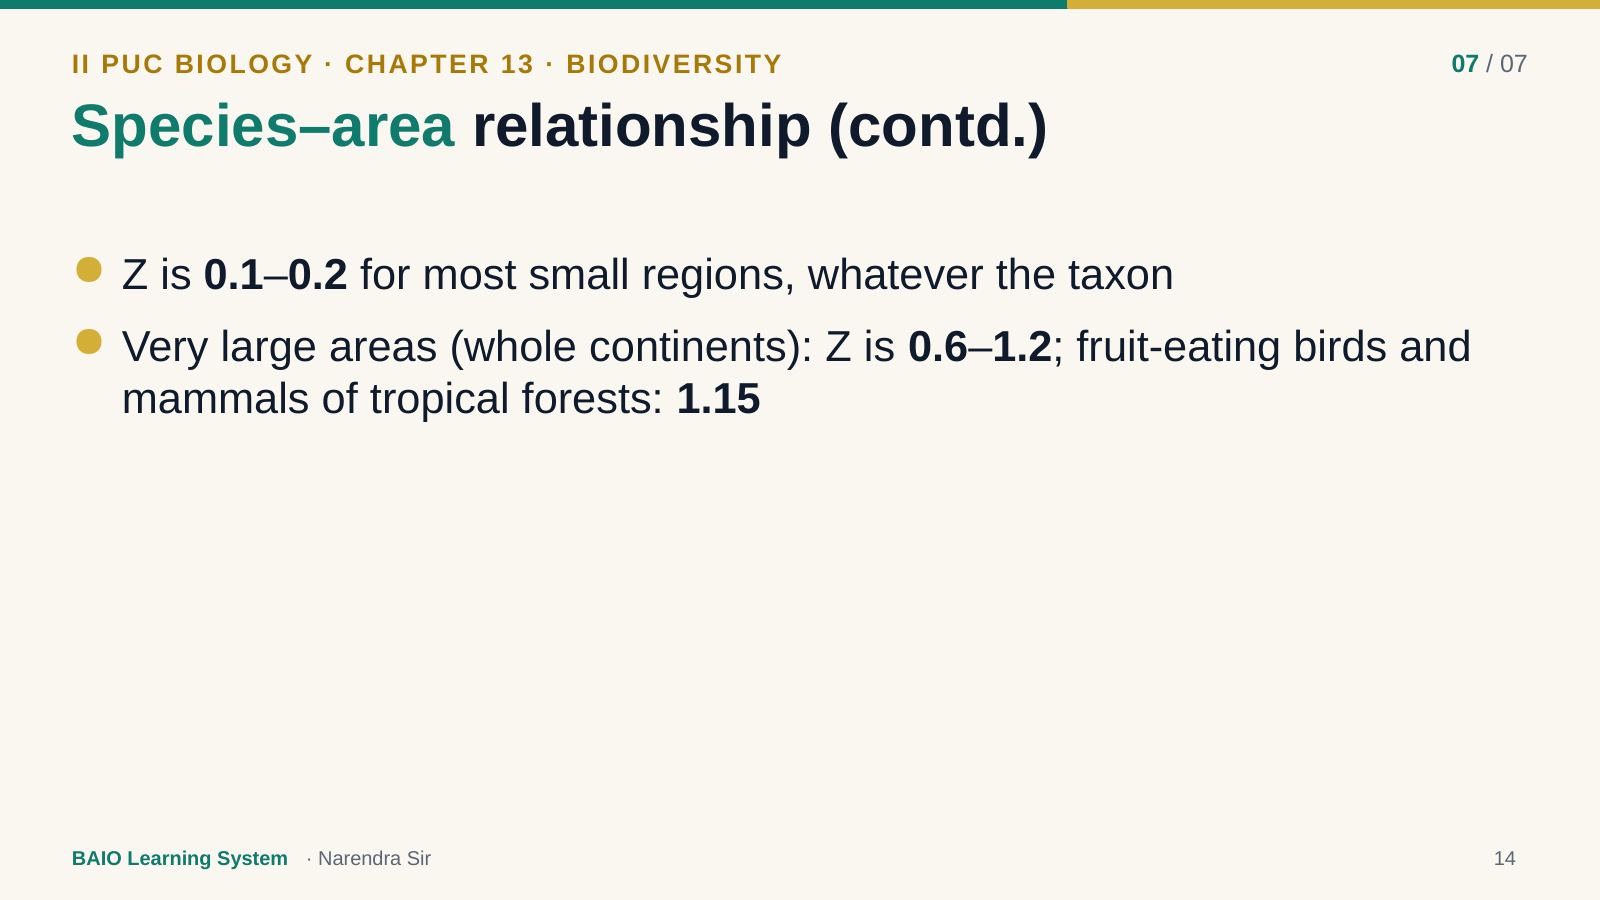 II PUC BIOLOGY · CHAPTER 13 · BIODIVERSITY
07 / 07
Species–area relationship (contd.)
Z is 0.1–0.2 for most small regions, whatever the taxon
Very large areas (whole continents): Z is 0.6–1.2; fruit-eating birds and
mammals of tropical forests: 1.15
BAIO Learning System · Narendra Sir
14